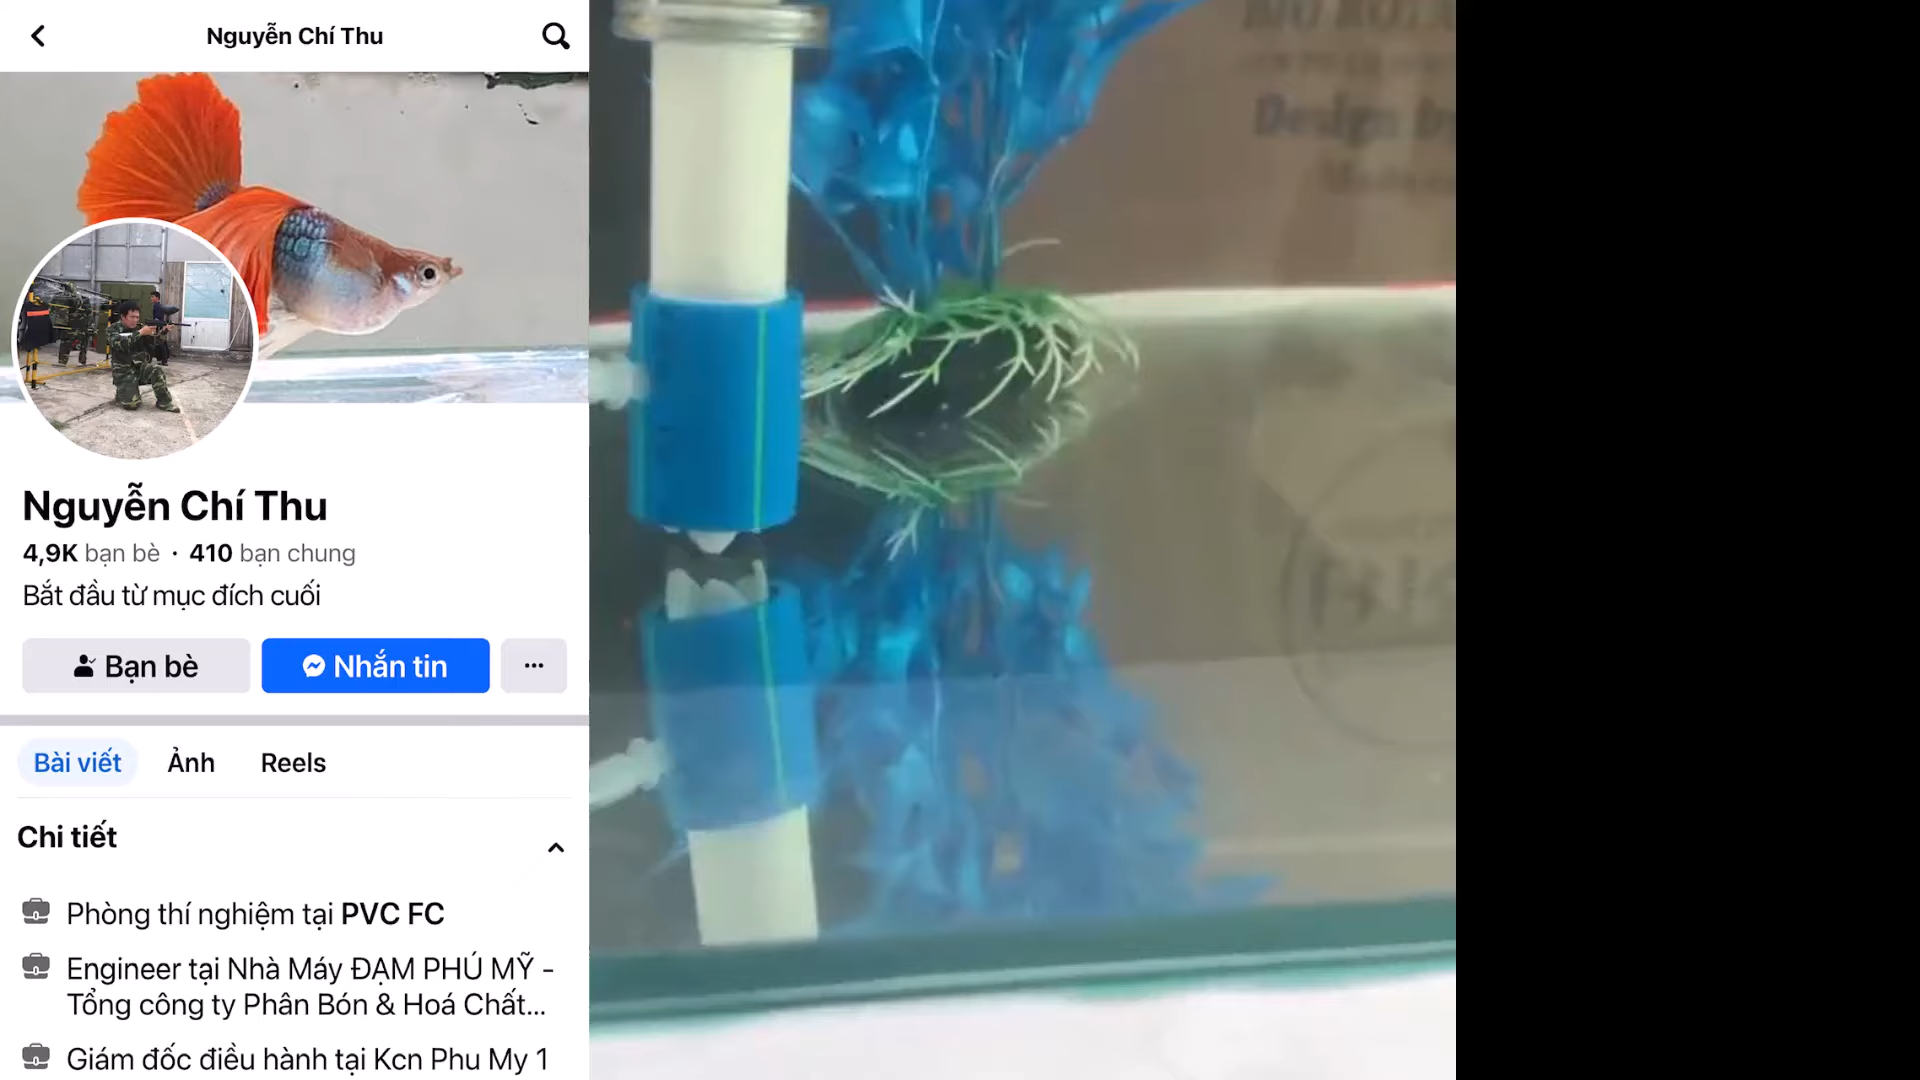 Nguyễn Chí Thu
Nguyễn Chí Thu
4,9K bạn bè · 410 bạn chung
Bắt đầu từ mục đích cuối
Bạn bè
Nhắn tin
Bài viết
Ảnh
Reels
Chi tiết
Phòng thí nghiệm tại PVC FC
Engineer tại Nhà Máy ĐẠM PHÚ MỸ -
Tổng công ty Phân Bón & Hoá Chất...
Giám đốc điều hành tại Kcn Phu My 1
Design by